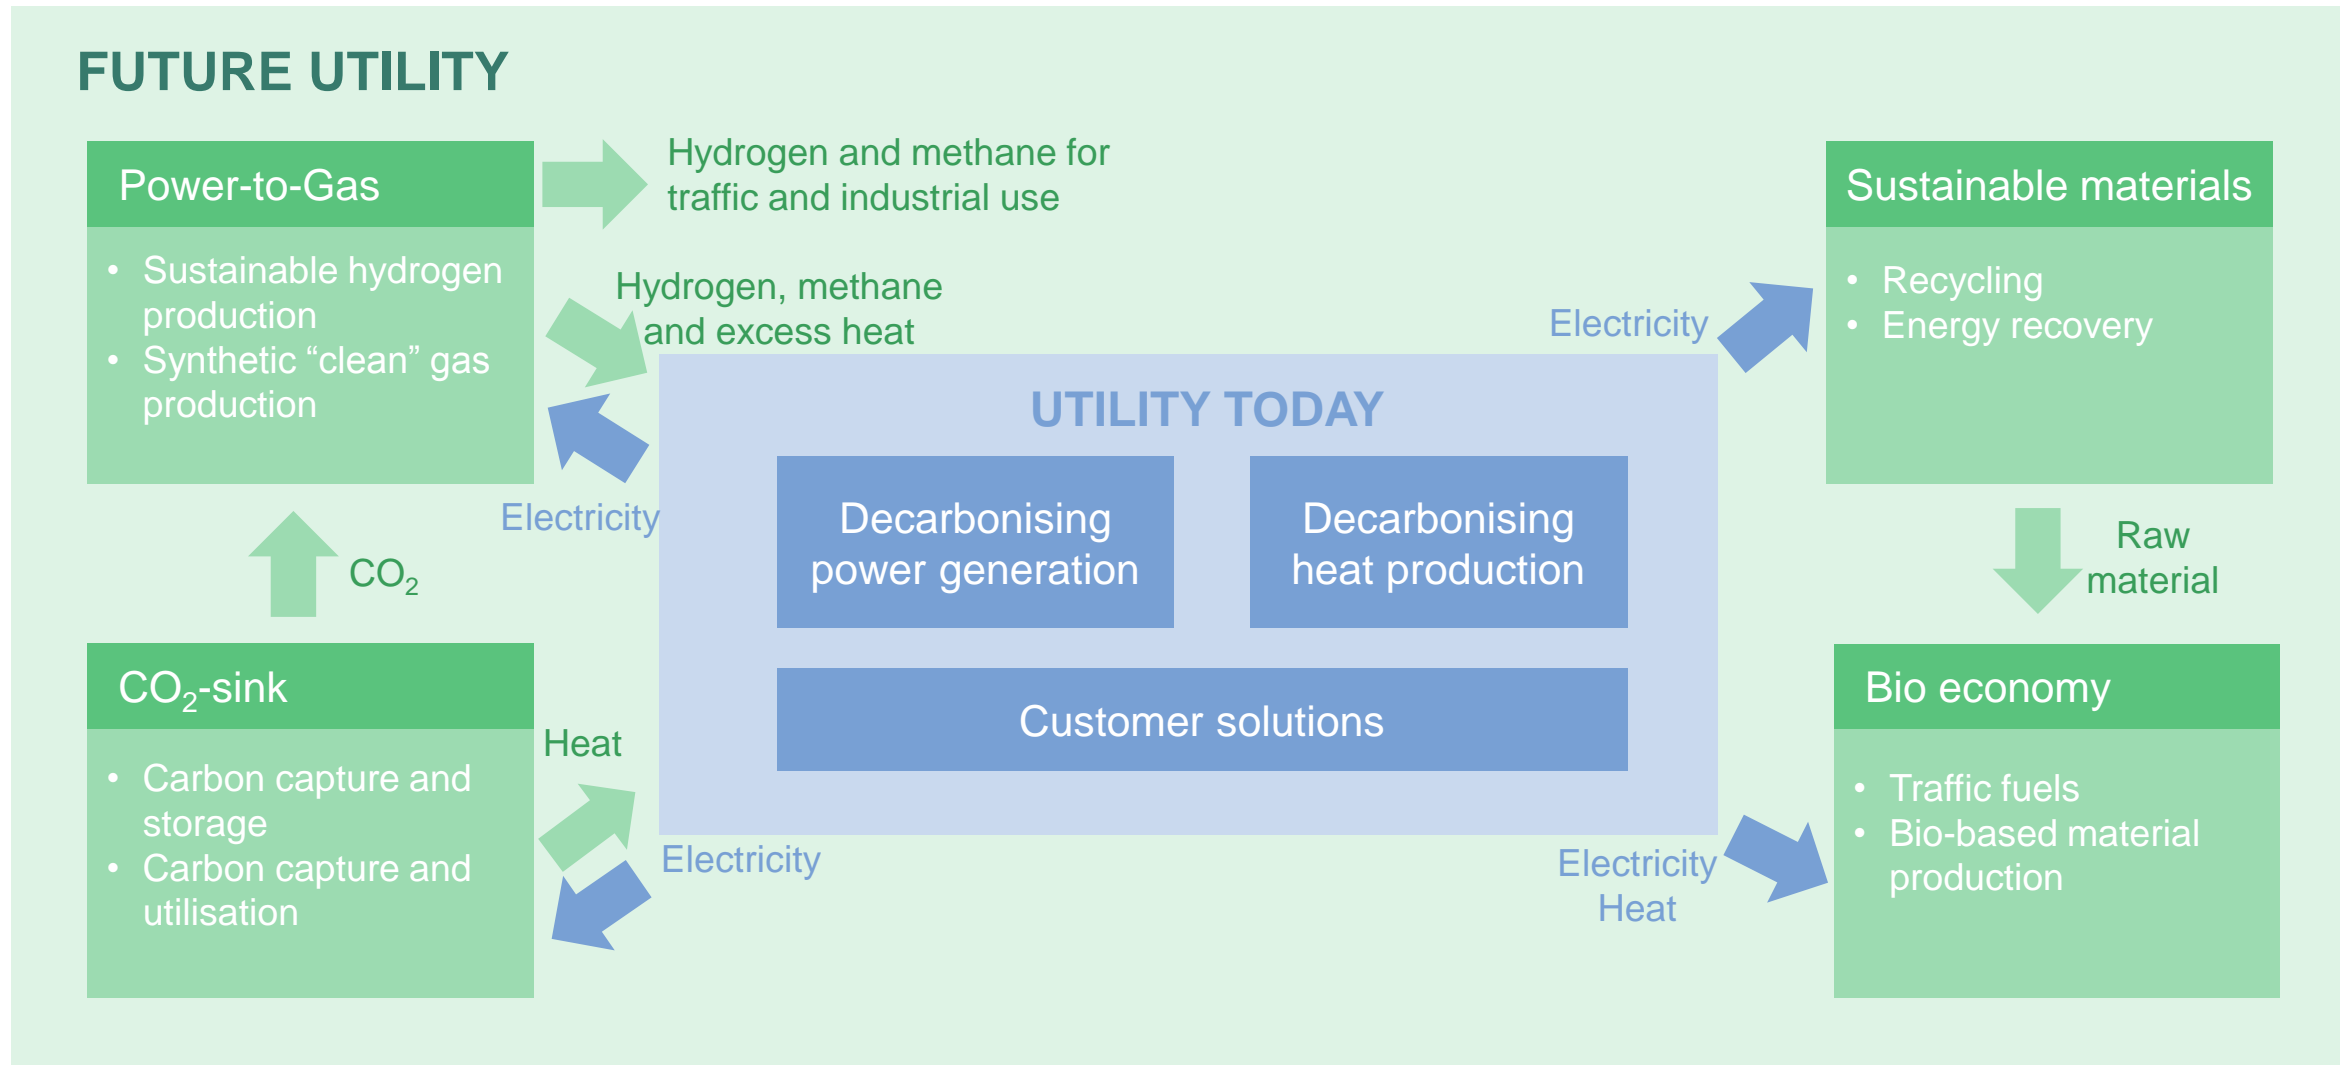 FUTURE UTILITY
Power-to-Gas
• Sustainable hydrogen
production
• Synthetic “clean” gas
production
Hydrogen and methane for
traffic and industrial use
Hydrogen, methane
and excess heat
Electricity
CO₂
CO₂-sink
• Carbon capture and
storage
• Carbon capture and
utilisation
Heat
Electricity
UTILITY TODAY
Decarbonising
power generation
Decarbonising
heat production
Customer solutions
Electricity
Sustainable materials
• Recycling
• Energy recovery
Raw
material
Electricity
Heat
Bio economy
• Traffic fuels
• Bio-based material
production